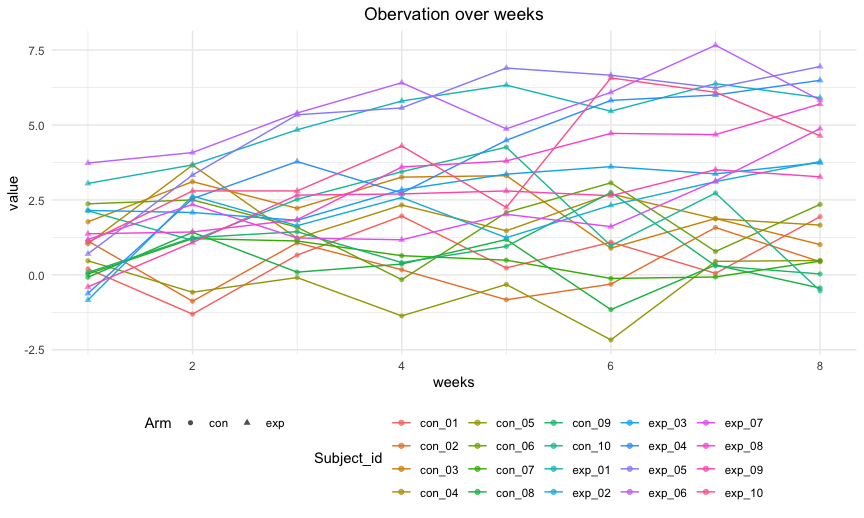 Obervation over weeks
7.5
5.0
2.5
0.0
-2.5
value
2 4 6 8
weeks
Arm con exp
Subject_id
con_01 con_05 con_09 exp_03 exp_07
con_02 con_06 con_10 exp_04 exp_08
con_03 con_07 exp_01 exp_05 exp_09
con_04 con_08 exp_02 exp_06 exp_10